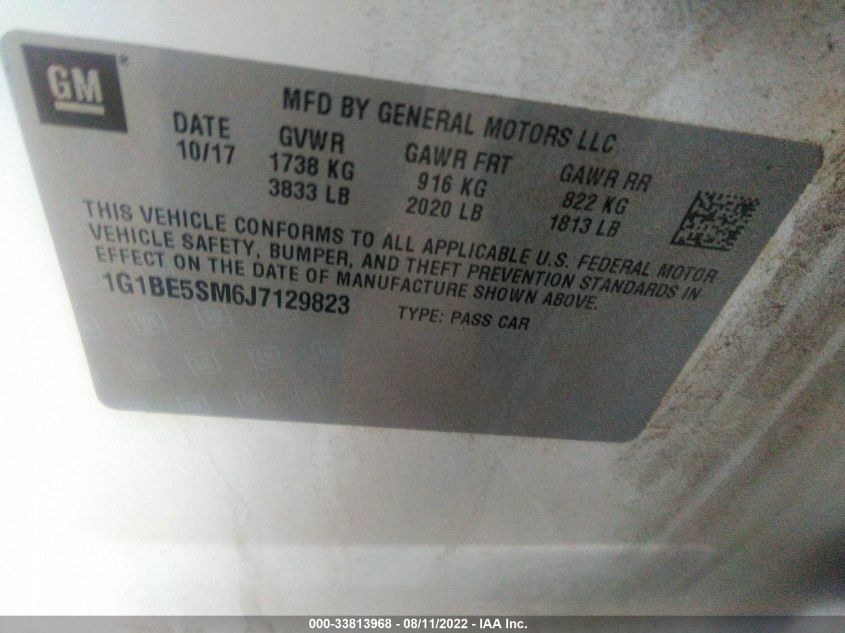 GM
MFD BY GENERAL MOTORS LLC
DATE GVWR GAWR FRT GAWR RR
10/17 1738 KG 916 KG 822 KG
3833 LB 2020 LB 1813 LB
THIS VEHICLE CONFORMS TO ALL APPLICABLE U.S. FEDERAL MOTOR
VEHICLE SAFETY, BUMPER, AND THEFT PREVENTION STANDARDS IN
EFFECT ON THE DATE OF MANUFACTURE SHOWN ABOVE.
1G1BE5SM6J7129823 TYPE: PASS CAR
000-33813968 - 08/11/2022 - IAA Inc.